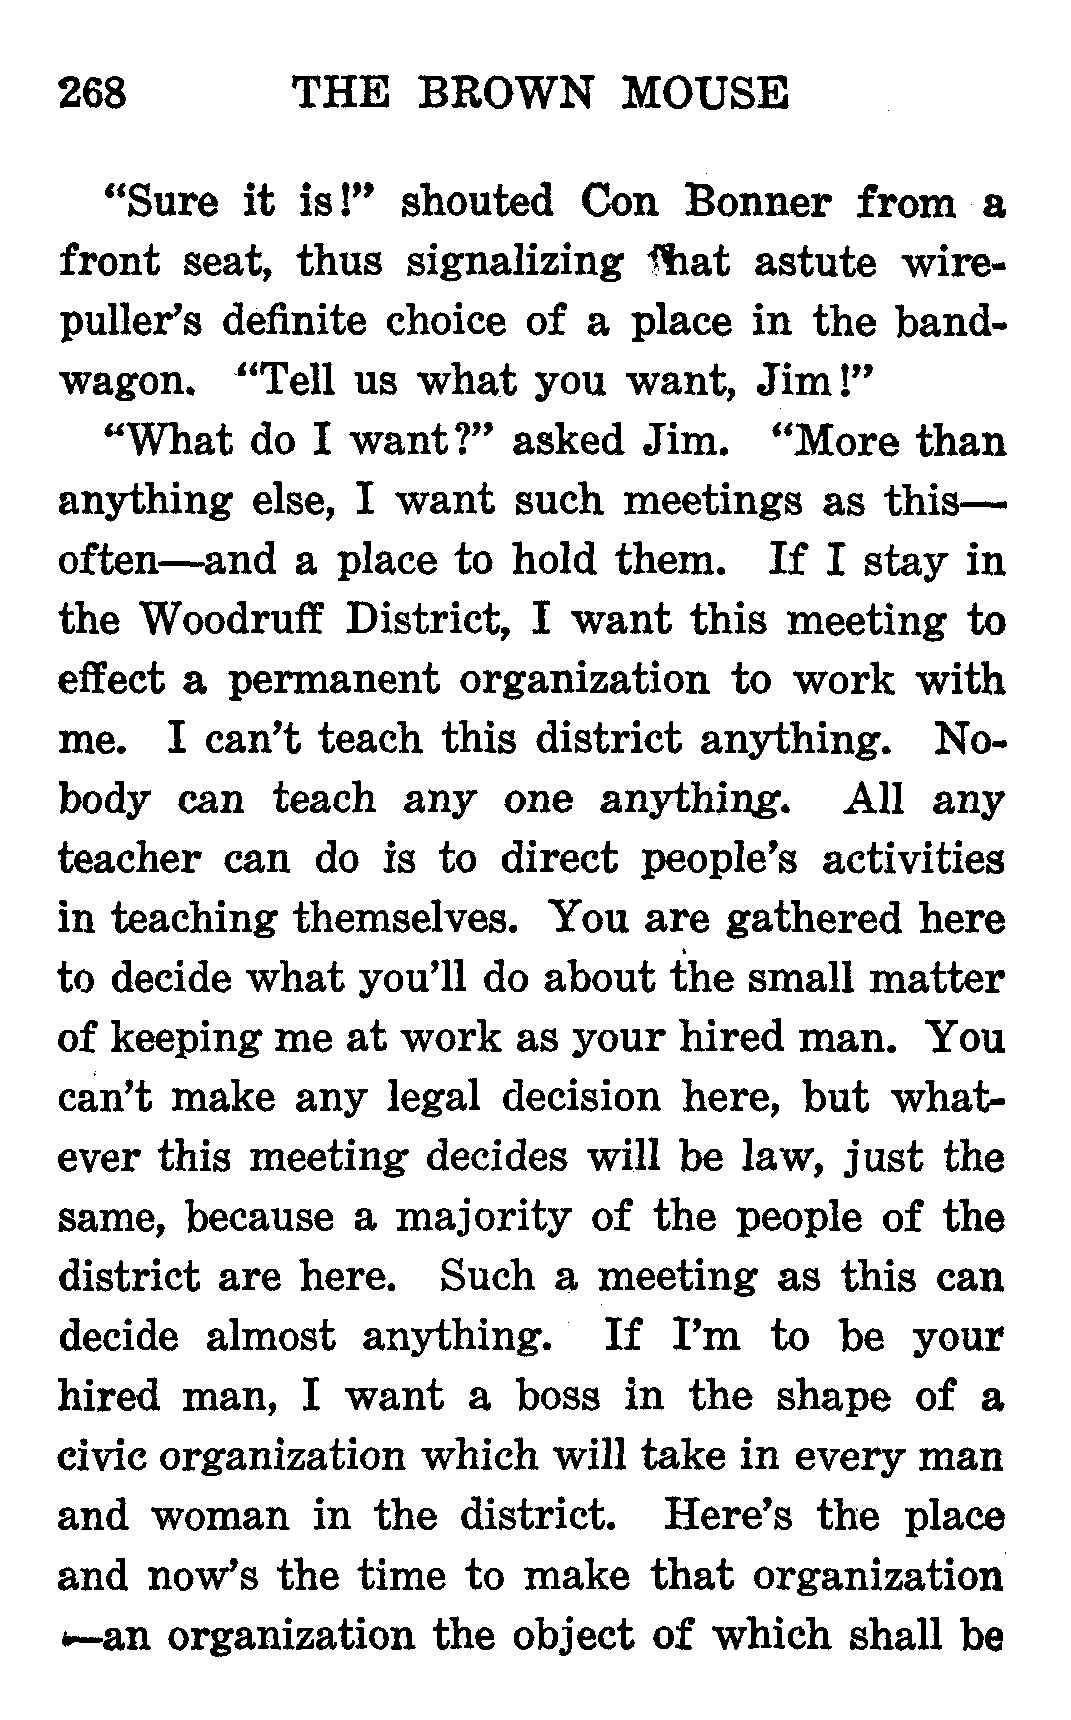 268 THE BROWN MOUSE
“Sure it is!” shouted Con Bonner from a
front seat, thus signalizing that astute wire-
puller’s definite choice of a place in the band-
wagon. “Tell us what you want, Jim!”
“What do I want?” asked Jim. “More than
anything else, I want such meetings as this—
often—and a place to hold them. If I stay in
the Woodruff District, I want this meeting to
effect a permanent organization to work with
me. I can’t teach this district anything. No-
body can teach any one anything. All any
teacher can do is to direct people’s activities
in teaching themselves. You are gathered here
to decide what you’ll do about the small matter
of keeping me at work as your hired man. You
can’t make any legal decision here, but what-
ever this meeting decides will be law, just the
same, because a majority of the people of the
district are here. Such a meeting as this can
decide almost anything. If I’m to be your
hired man, I want a boss in the shape of a
civic organization which will take in every man
and woman in the district. Here’s the place
and now’s the time to make that organization
—an organization the object of which shall be